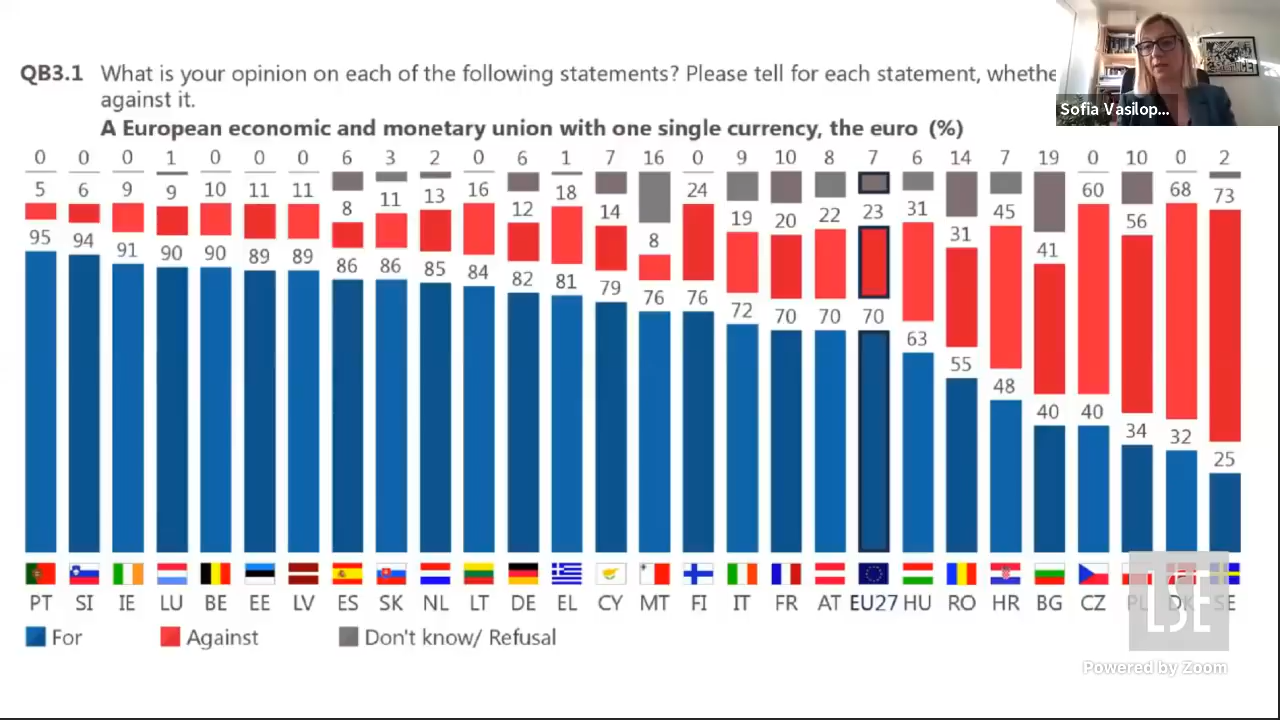 QB3.1 What is your opinion on each of the following statements? Please tell for each statement, whethe
against it.
A European economic and monetary union with one single currency, the euro (%)
Sofia Vasilop...
0 0 0 1 0 0 0 6 3 2 0 6 1 7 16 0 9 10 8 7 6 14 7 19 0 10 0 2
5 6 9 9 10 11 11 8 11 13 16 12 18 14 8 24 19 20 22 23 31 31 45 41 60 56 68 73
95 94 91 90 90 89 89 86 86 85 84 82 81 79 76 76 72 70 70 70 63 55 48 40 40 34 32 25
PT SI IE LU BE EE LV ES SK NL LT DE EL CY MT FI IT FR AT EU27 HU RO HR BG CZ PL DK SE
For Against Don't know/ Refusal
LSE
Powered by Zoom